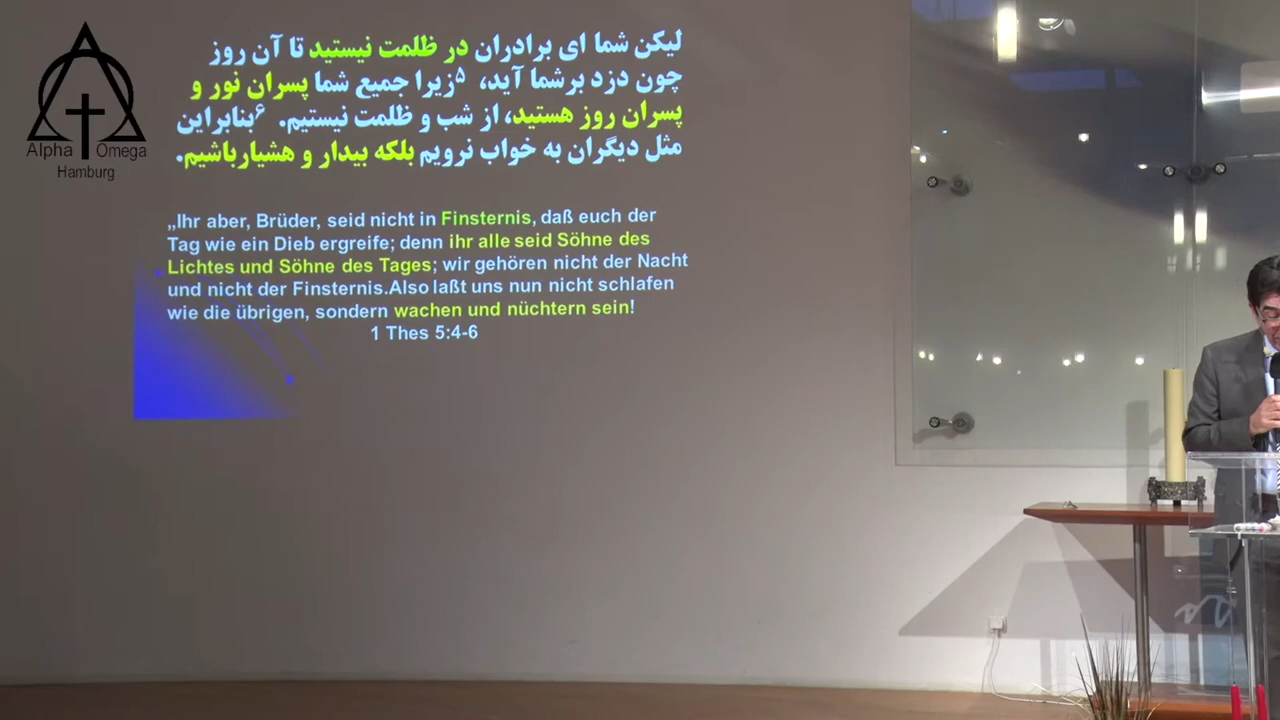 Alpha Omega
Hamburg
لیکن شما ای برادران در ظلمت نیستید تا آن روز
چون دزد برشما آید، ۵زیرا جمیع شما پسران نور و
پسران روز هستید، از شب و ظلمت نیستیم. ۶بنابراین
مثل دیگران به خواب نرویم بلکه بیدار و هشیارباشیم.
„Ihr aber, Brüder, seid nicht in Finsternis, daß euch der
Tag wie ein Dieb ergreife; denn ihr alle seid Söhne des
Lichtes und Söhne des Tages; wir gehören nicht der Nacht
und nicht der Finsternis.Also laßt uns nun nicht schlafen
wie die übrigen, sondern wachen und nüchtern sein!
1 Thes 5:4-6